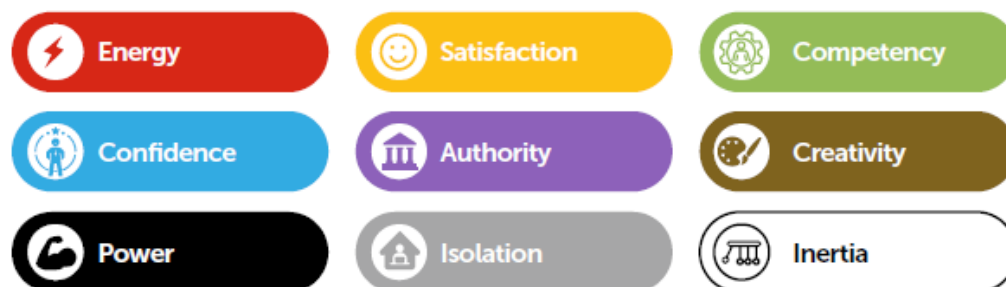 Energy
Satisfaction
Competency
Confidence
Authority
Creativity
Power
Isolation
Inertia